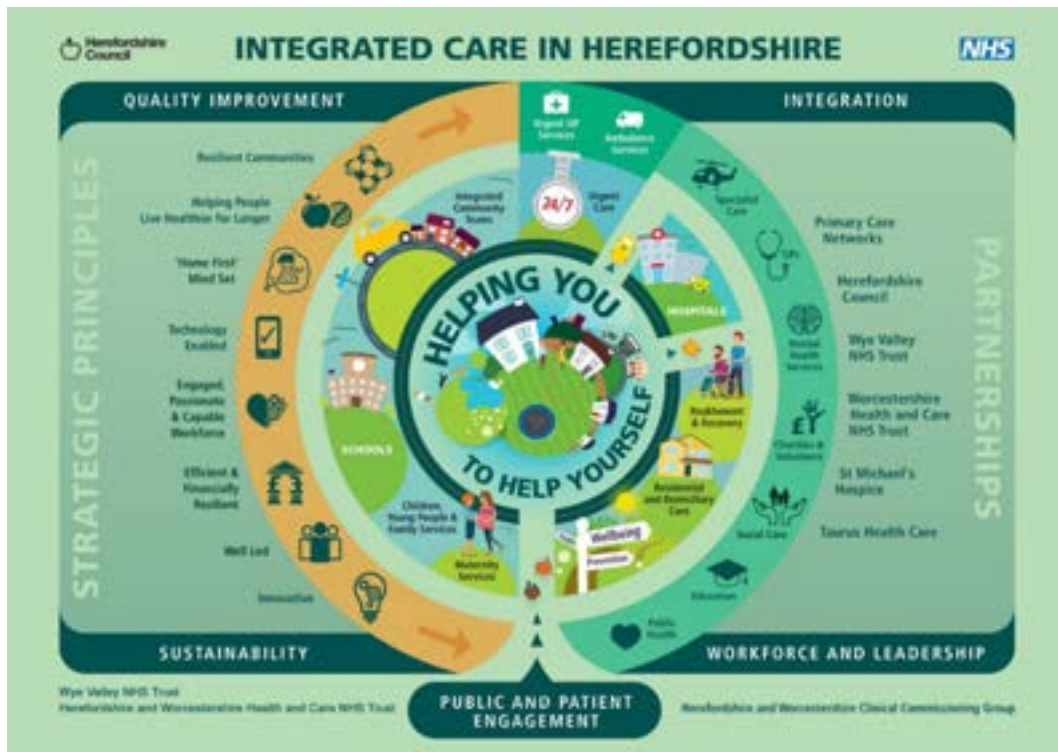 Herefordshire
Council
INTEGRATED CARE IN HEREFORDSHIRE
NHS
QUALITY IMPROVEMENT
INTEGRATION
STRATEGIC PRINCIPLES
Resilient Communities
Helping People
Live Healthier for Longer
'Home First'
Mind Set
Technology
Enabled
Engaged,
Passionate
& Capable
Workforce
Efficient &
Financially
Resilient
Well Led
Innovative
Urgent GP
Services
Ambulance
Services
24/7
Urgent
Care
Integrated
Community
Teams
HELPING YOU
TO HELP YOURSELF
SCHOOLS
HOSPITALS
Children,
Young People &
Family Services
Maternity
Services
Reablement
& Recovery
Residential
and Domiciliary
Care
Wellbeing
Prevention
Specialist
Care
GPs
Mental
Health
Services
£
Charities &
Volunteers
Social Care
Education
Public
Health
Primary Care
Networks
Herefordshire
Council
Wye Valley
NHS Trust
Worcestershire
Health and Care
NHS Trust
St Michael's
Hospice
Taurus Health Care
PARTNERSHIPS
SUSTAINABILITY
WORKFORCE AND LEADERSHIP
PUBLIC AND PATIENT
ENGAGEMENT
Wye Valley NHS Trust
Herefordshire and Worcestershire Health and Care NHS Trust
Herefordshire and Worcestershire Clinical Commissioning Group